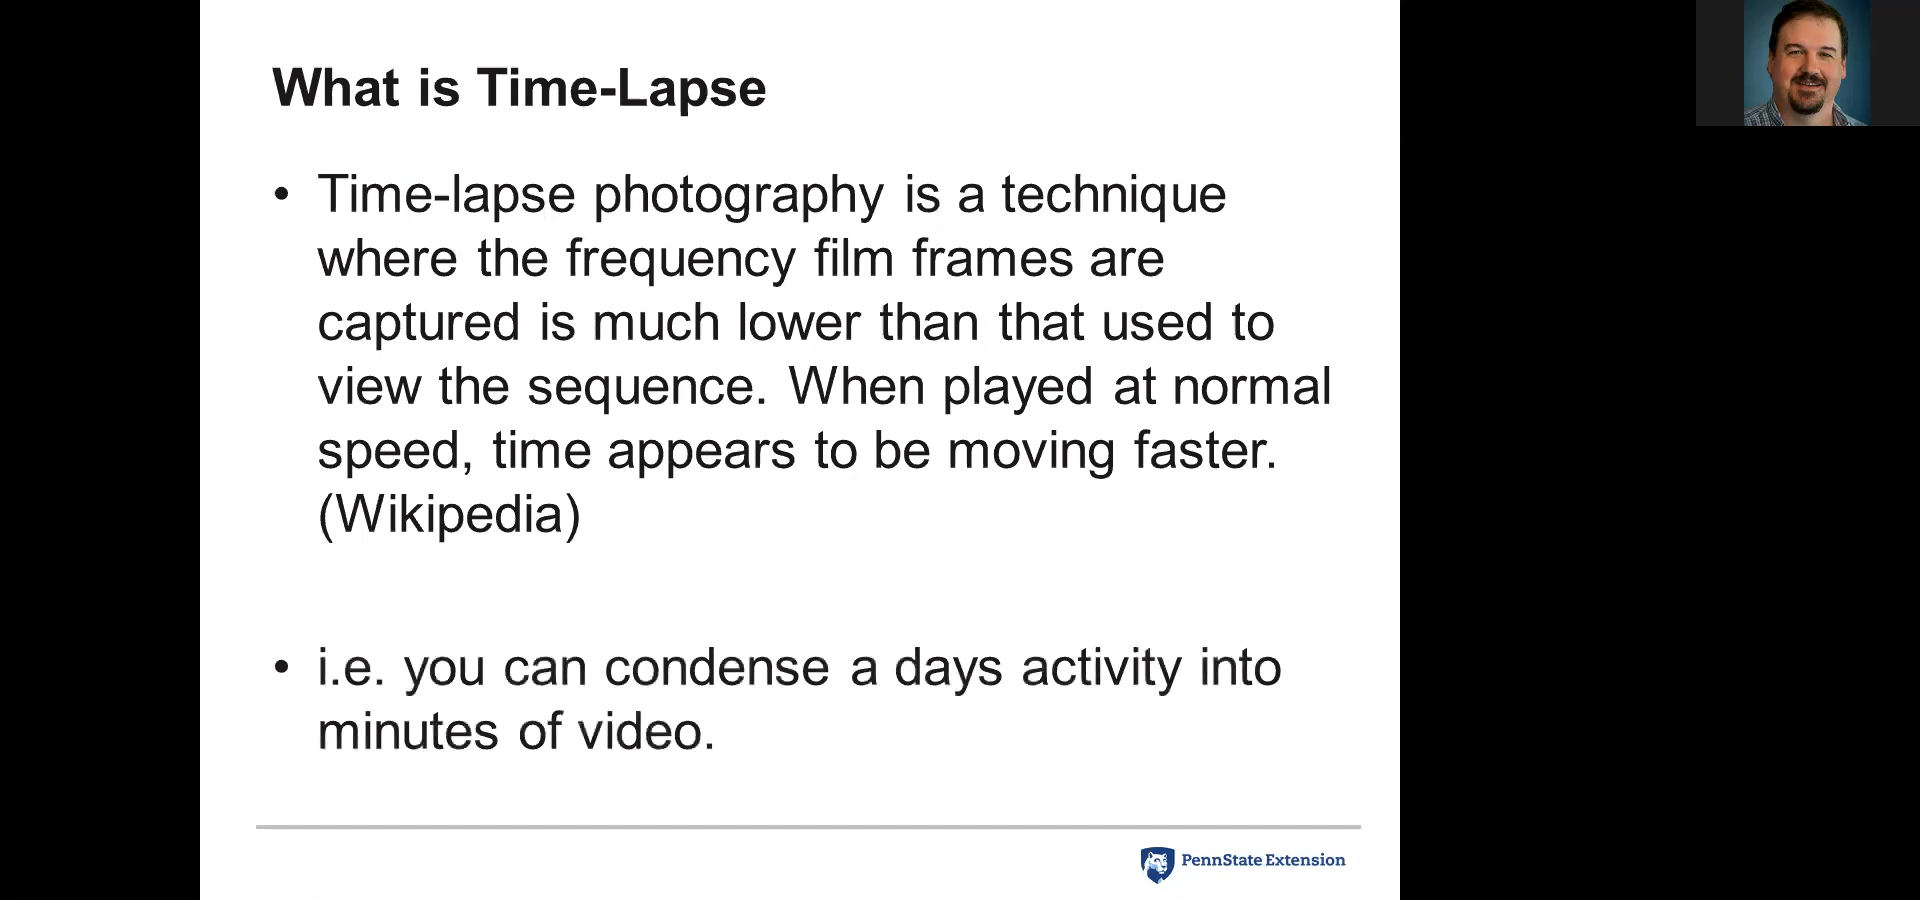 What is Time-Lapse
• Time-lapse photography is a technique
where the frequency film frames are
captured is much lower than that used to
view the sequence. When played at normal
speed, time appears to be moving faster.
(Wikipedia)
• i.e. you can condense a days activity into
minutes of video.
PennState Extension